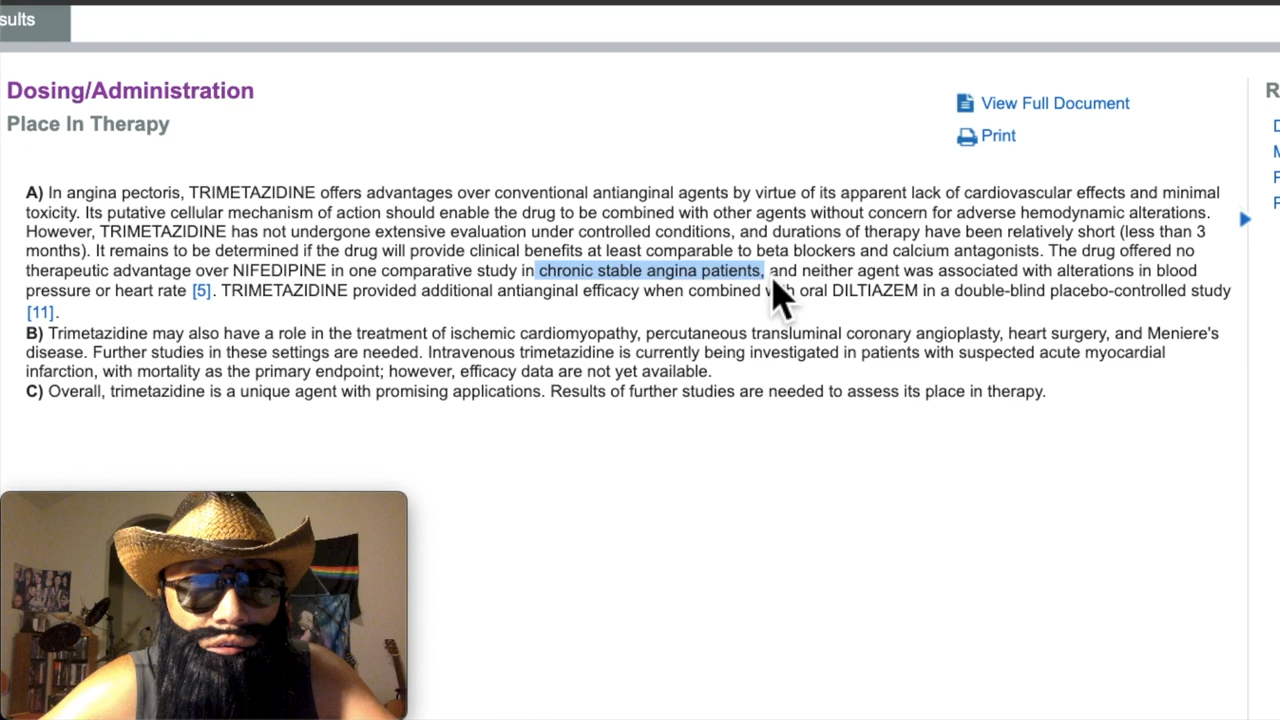 sults
Dosing/Administration
Place In Therapy
View Full Document
Print
R
A) In angina pectoris, TRIMETAZIDINE offers advantages over conventional antianginal agents by virtue of its apparent lack of cardiovascular effects and minimal
toxicity. Its putative cellular mechanism of action should enable the drug to be combined with other agents without concern for adverse hemodynamic alterations.
However, TRIMETAZIDINE has not undergone extensive evaluation under controlled conditions, and durations of therapy have been relatively short (less than 3
months). It remains to be determined if the drug will provide clinical benefits at least comparable to beta blockers and calcium antagonists. The drug offered no
therapeutic advantage over NIFEDIPINE in one comparative study in chronic stable angina patients, and neither agent was associated with alterations in blood
pressure or heart rate [5]. TRIMETAZIDINE provided additional antianginal efficacy when combined with oral DILTIAZEM in a double-blind placebo-controlled study
[11].
B) Trimetazidine may also have a role in the treatment of ischemic cardiomyopathy, percutaneous transluminal coronary angioplasty, heart surgery, and Meniere's
disease. Further studies in these settings are needed. Intravenous trimetazidine is currently being investigated in patients with suspected acute myocardial
infarction, with mortality as the primary endpoint; however, efficacy data are not yet available.
C) Overall, trimetazidine is a unique agent with promising applications. Results of further studies are needed to assess its place in therapy.